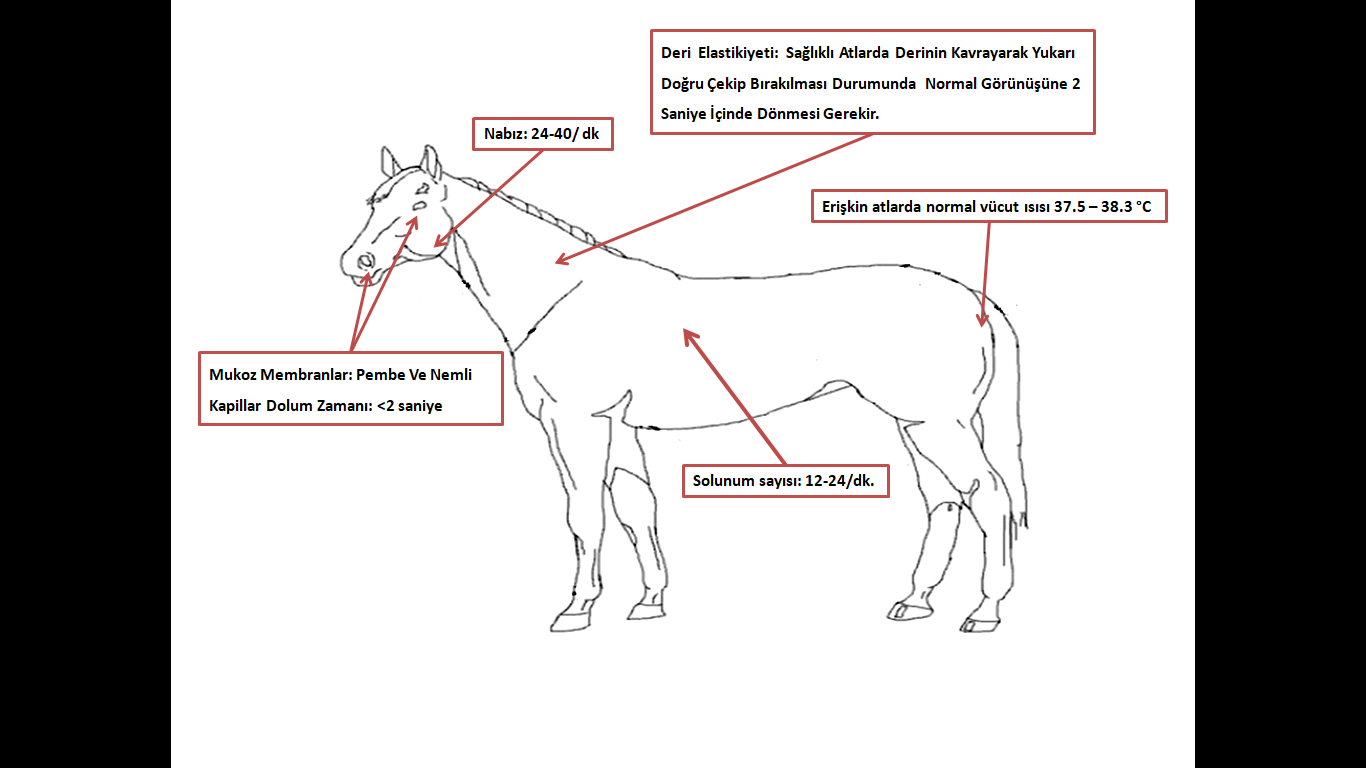 Deri Elastikiyeti: Sağlıklı Atlarda Derinin Kavrayarak Yukarı
Doğru Çekip Bırakılması Durumunda Normal Görünüşüne 2
Saniye İçinde Dönmesi Gerekir.
Nabız: 24-40/ dk
Erişkin atlarda normal vücut ısısı 37.5 – 38.3 °C
Mukoz Membranlar: Pembe Ve Nemli
Kapillar Dolum Zamanı: <2 saniye
Solunum sayısı: 12-24/dk.